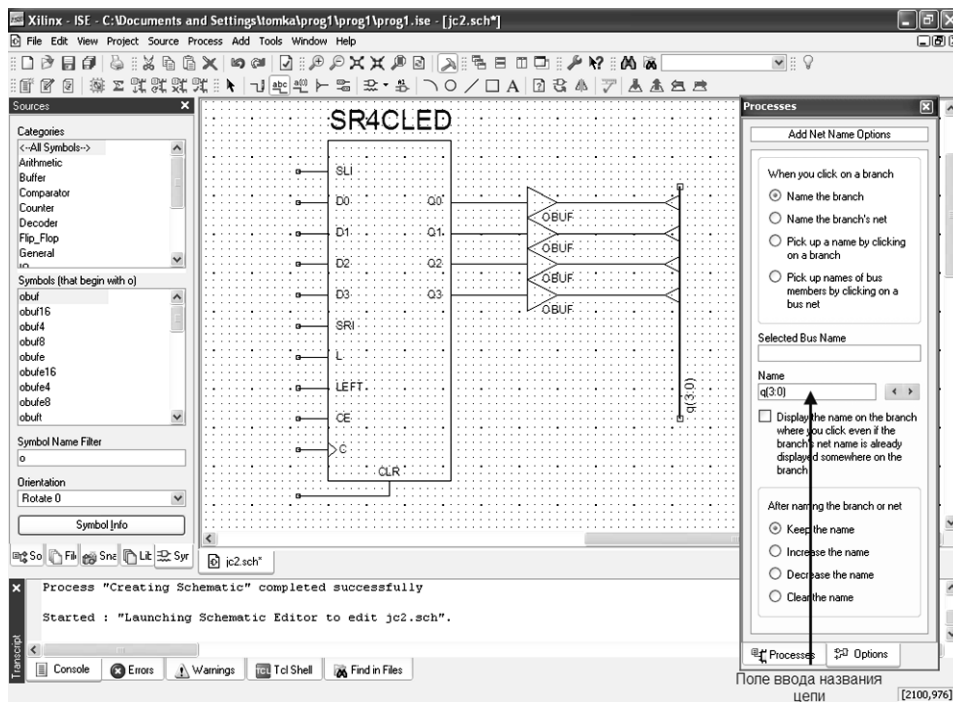 Xilinx - ISE - C:\Documents and Settings\tomka\prog1\prog1\prog1.ise - [jc2.sch*]
File Edit View Project Source Process Add Tools Window Help
Sources
Categories
<--All Symbols-->
Arithmetic
Buffer
Comparator
Counter
Decoder
Flip_Flop
General
Symbols (that begin with o)
obuf
obuf16
obuf4
obuf8
obufe
obufe16
obufe4
obufe8
obuft
Symbol Name Filter
o
Orientation
Rotate 0
Symbol Info
So Fil Sna Lib Syr
SR4CLED
SLI
D0 Q0
OBUF
D1 Q1
OBUF
D2 Q2
OBUF
D3 Q3
OBUF
SRI
L
LEFT
CE
C
CLR
q(3:0)
jc2.sch*
Processes
Add Net Name Options
When you click on a branch
Name the branch
Name the branch's net
Pick up a name by clicking
on a branch
Pick up names of bus
members by clicking on a
bus net
Selected Bus Name
Name
q(3:0)
Display the name on the branch
where you click even if the
branch's net name is already
displayed somewhere on the
branch
After naming the branch or net
Keep the name
Increase the name
Decrease the name
Clear the name
Processes Options
Transcript
Process "Creating Schematic" completed successfully
Started : "Launching Schematic Editor to edit jc2.sch".
Console Errors Warnings Tcl Shell Find in Files
Поле ввода названия
цепи
[2100,976]